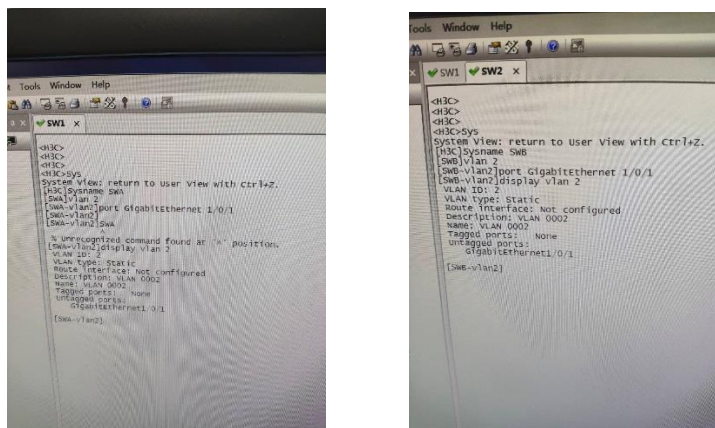 Tools Window Help
SW1 ×
<H3C>
<H3C>
<H3C>
<H3C>sys
System View: return to User View with Ctrl+Z.
[H3C]sysname SWA
[SWA]vlan 2
[SWA-vlan2]port GigabitEthernet 1/0/1
[SWA-vlan2]
[SWA-vlan2]SWA
^
% Unrecognized command found at '^' position.
[SWA-vlan2]display vlan 2
VLAN ID: 2
VLAN type: Static
Route interface: Not configured
Description: VLAN 0002
Name: VLAN 0002
Tagged ports: None
Untagged ports:
GigabitEthernet1/0/1
[SWA-vlan2]
Tools Window Help
SW1 SW2 ×
<H3C>
<H3C>
<H3C>
<H3C>sys
System View: return to User View with Ctrl+Z.
[H3C]sysname SWB
[SWB]vlan 2
[SWB-vlan2]port GigabitEthernet 1/0/1
[SWB-vlan2]display vlan 2
VLAN ID: 2
VLAN type: Static
Route interface: Not configured
Description: VLAN 0002
Name: VLAN 0002
Tagged ports: None
Untagged ports:
GigabitEthernet1/0/1
[SWB-vlan2]